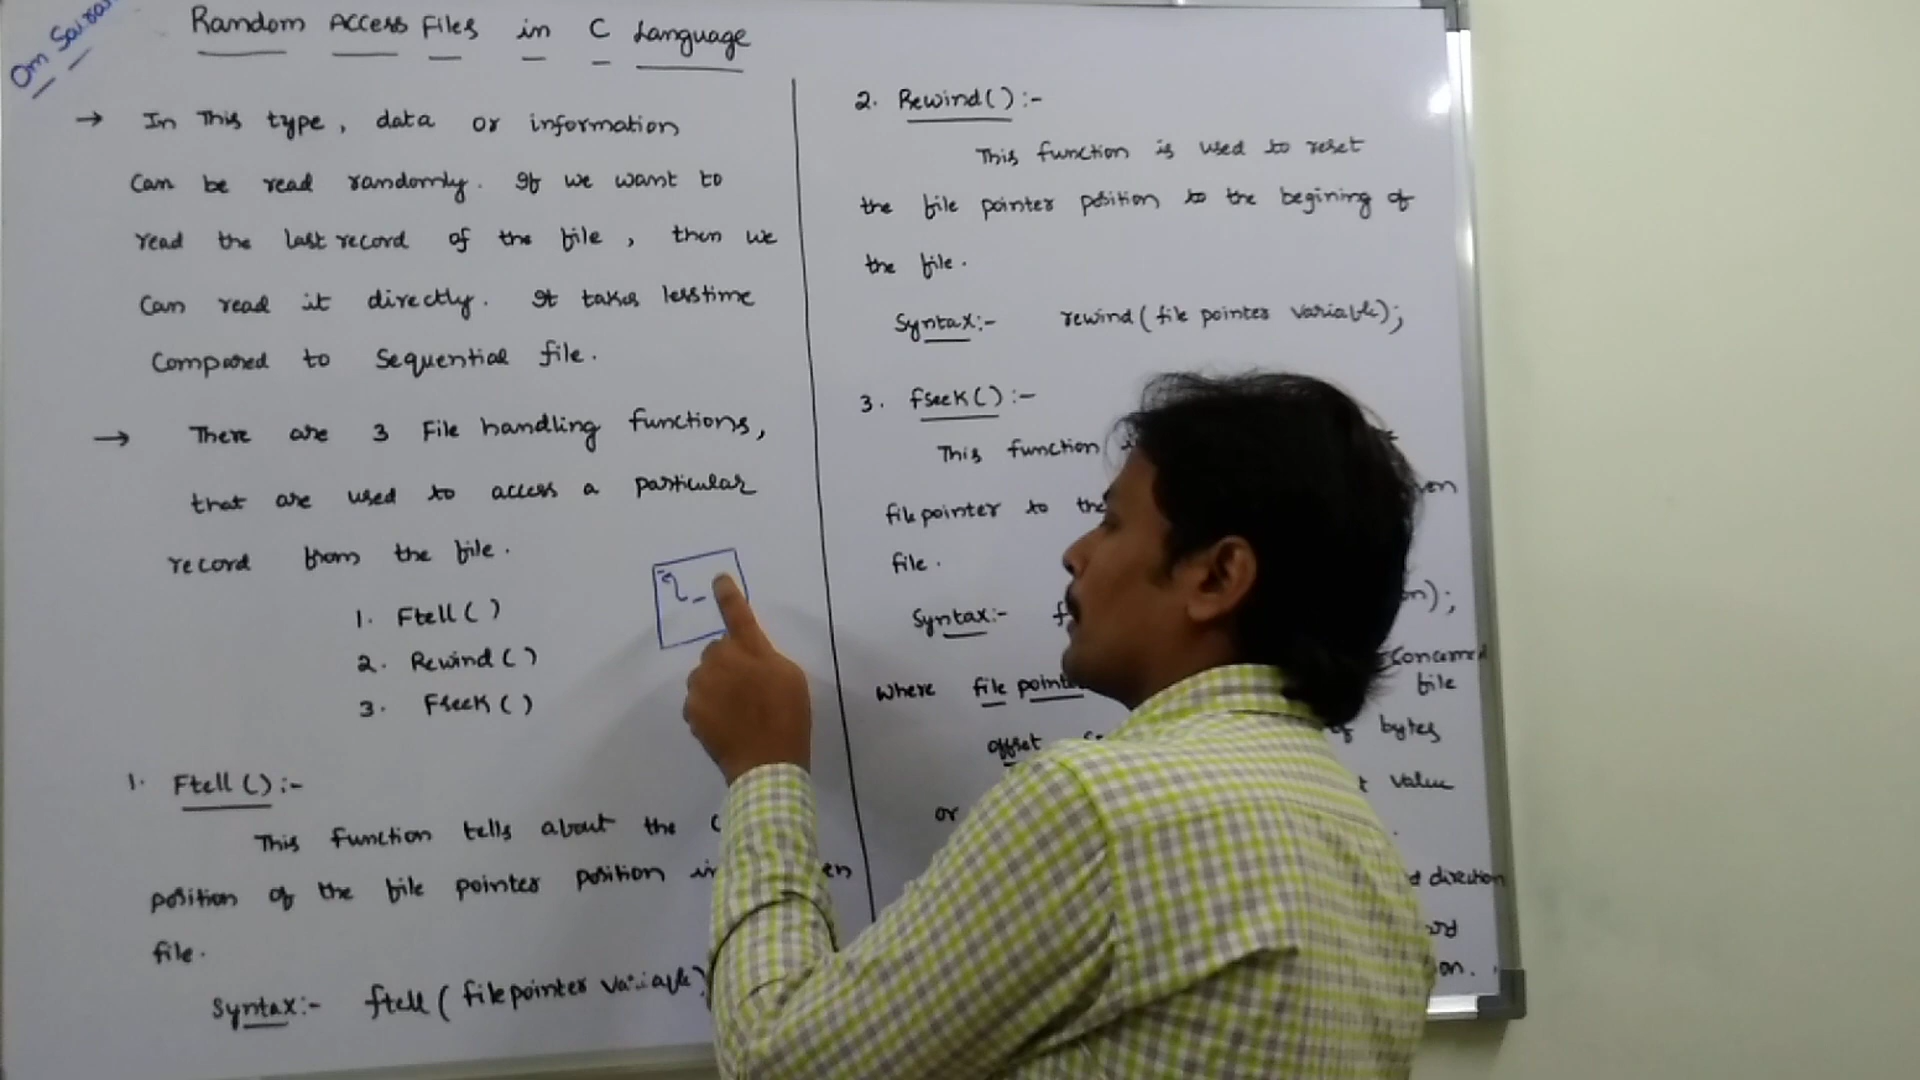 Om Sairam
Random Access Files in C Language
→ In This type, data or information
Can be read randomly. If we want to
read the last record of the file, then we
Can read it directly. It takes less time
Compared to Sequential file.
→ There are 3 File handling functions,
that are used to access a particular
record from the file.
1. Ftell ( )
2. Rewind ( )
3. Fseek ( )
1. Ftell ( ) :-
This function tells about the
position of the file pointer position in
file.
Syntax:- ftell ( filepointer variable)
2. Rewind ( ) :-
This function is used to reset
the file pointer position to the begining of
the file.
Syntax:- rewind ( file pointer variable);
3. Fseek ( ) :-
This function
file pointer to the
file.
Syntax:- f
where file
file
offset of bytes
or value
direction